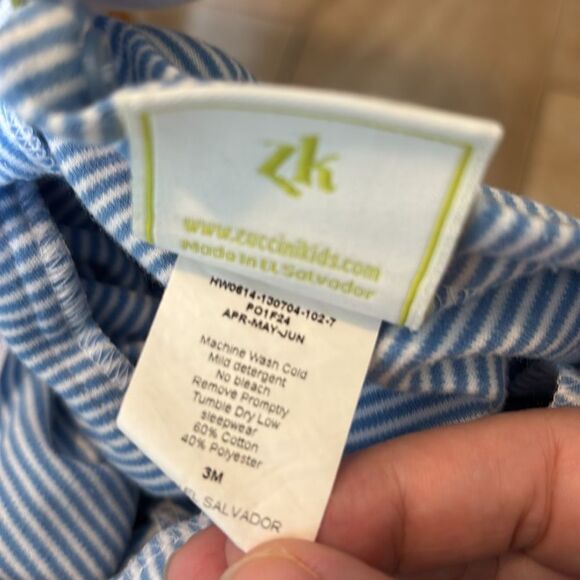 zk
www.zuccinikids.com
Made in EL Salvador
HW0614-130704-102-7
PO1F24
APR-MAY-JUN
Machine Wash Cold
Mild detergent
No bleach
Remove Promptly
Tumble Dry Low
sleepwear
60% Cotton
40% Polyester
3M
EL SALVADOR